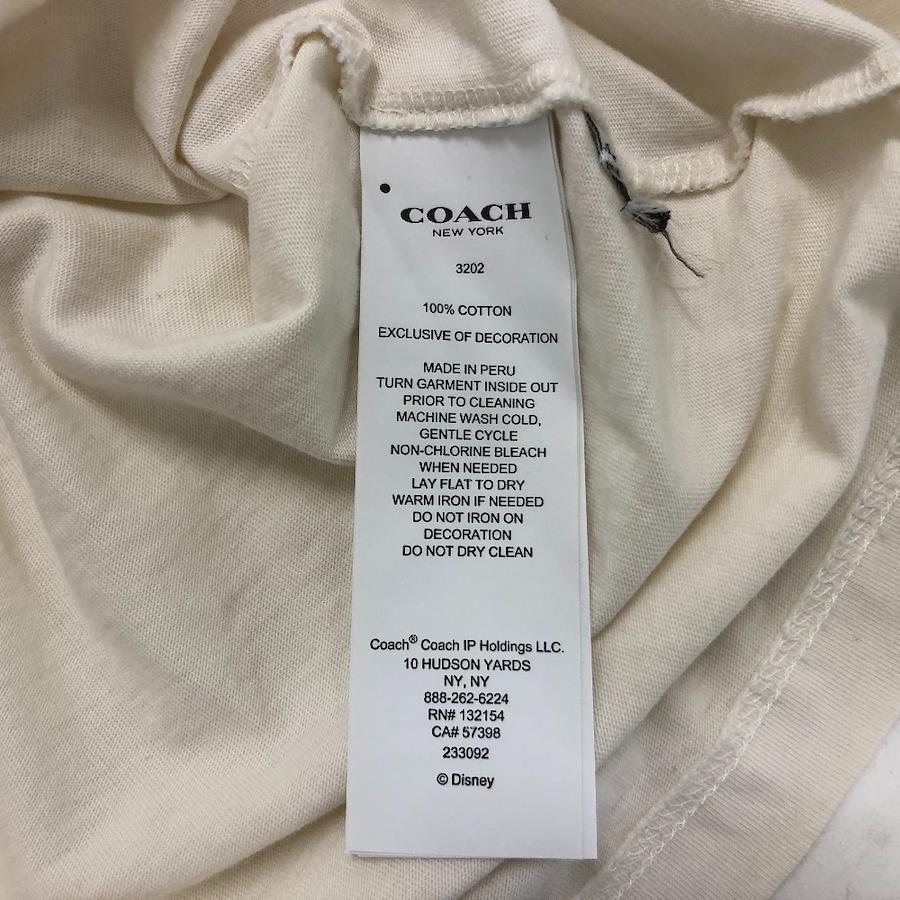 COACH
NEW YORK
3202
100% COTTON
EXCLUSIVE OF DECORATION
MADE IN PERU
TURN GARMENT INSIDE OUT
PRIOR TO CLEANING
MACHINE WASH COLD,
GENTLE CYCLE
NON-CHLORINE BLEACH
WHEN NEEDED
LAY FLAT TO DRY
WARM IRON IF NEEDED
DO NOT IRON ON
DECORATION
DO NOT DRY CLEAN
Coach® Coach IP Holdings LLC.
10 HUDSON YARDS
NY, NY
888-262-6224
RN# 132154
CA# 57398
233092
© Disney